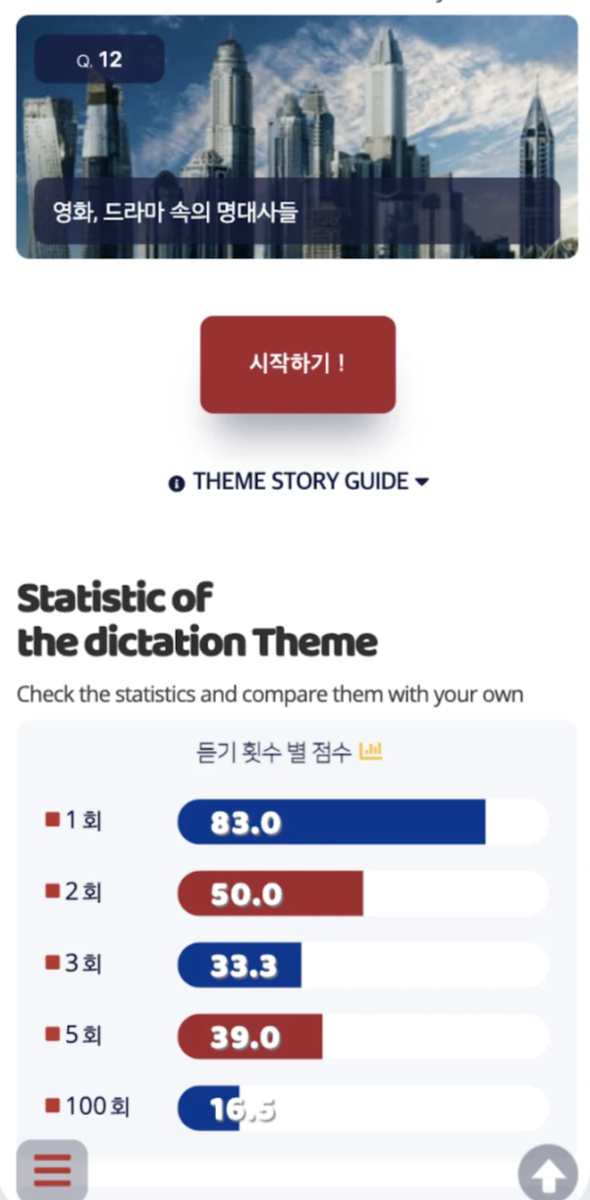 Q. 12
영화, 드라마 속의 명대사들
시작하기 !
THEME STORY GUIDE
Statistic of
the dictation Theme
Check the statistics and compare them with your own
듣기 횟수 별 점수
1회 83.0
2회 50.0
3회 33.3
5회 39.0
100회 16.5